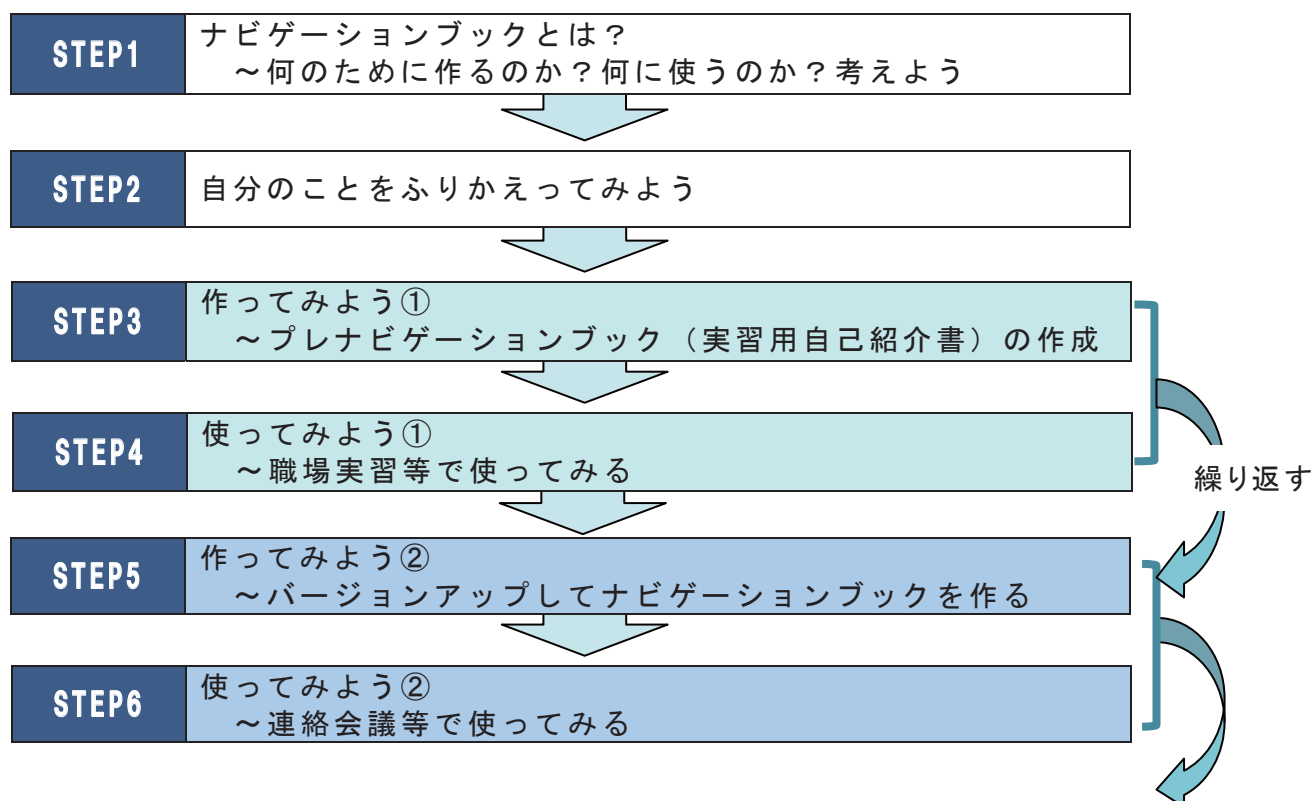 STEP1
ナビゲーションブックとは？
～何のために作るのか？何に使うのか？考えよう
STEP2
自分のことをふりかえってみよう
STEP3
作ってみよう①
～プレナビゲーションブック（実習用自己紹介書）の作成
STEP4
使ってみよう①
～職場実習等で使ってみる
繰り返す
STEP5
作ってみよう②
～バージョンアップしてナビゲーションブックを作る
STEP6
使ってみよう②
～連絡会議等で使ってみる